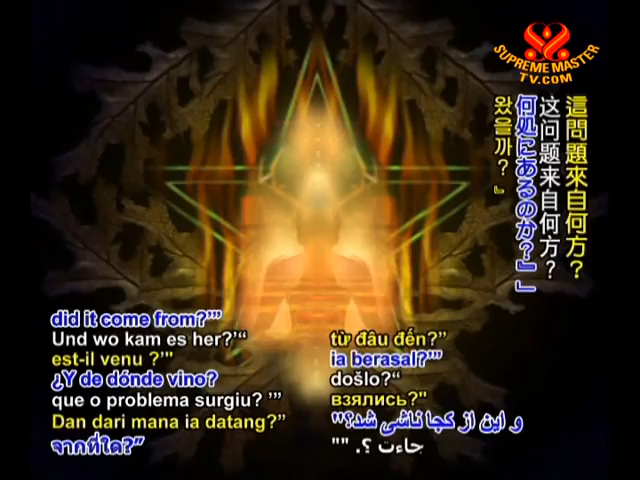 SUPREME MASTER
TV.COM
這問題來自何方？
这问题来自何方？
何処にあるのか？』」
왔을까？』
did it come from?’”
Und wo kam es her?’“
est-il venu ?’"
¿Y de dónde vino?
que o problema surgiu? ’”
Dan dari mana ia datang?”
จากที่ใด?”
từ đâu đến?”
ia berasal?’”
došlo?“
взялись?"
و این از کجا ناشی شد؟"
جاءت ؟. ""